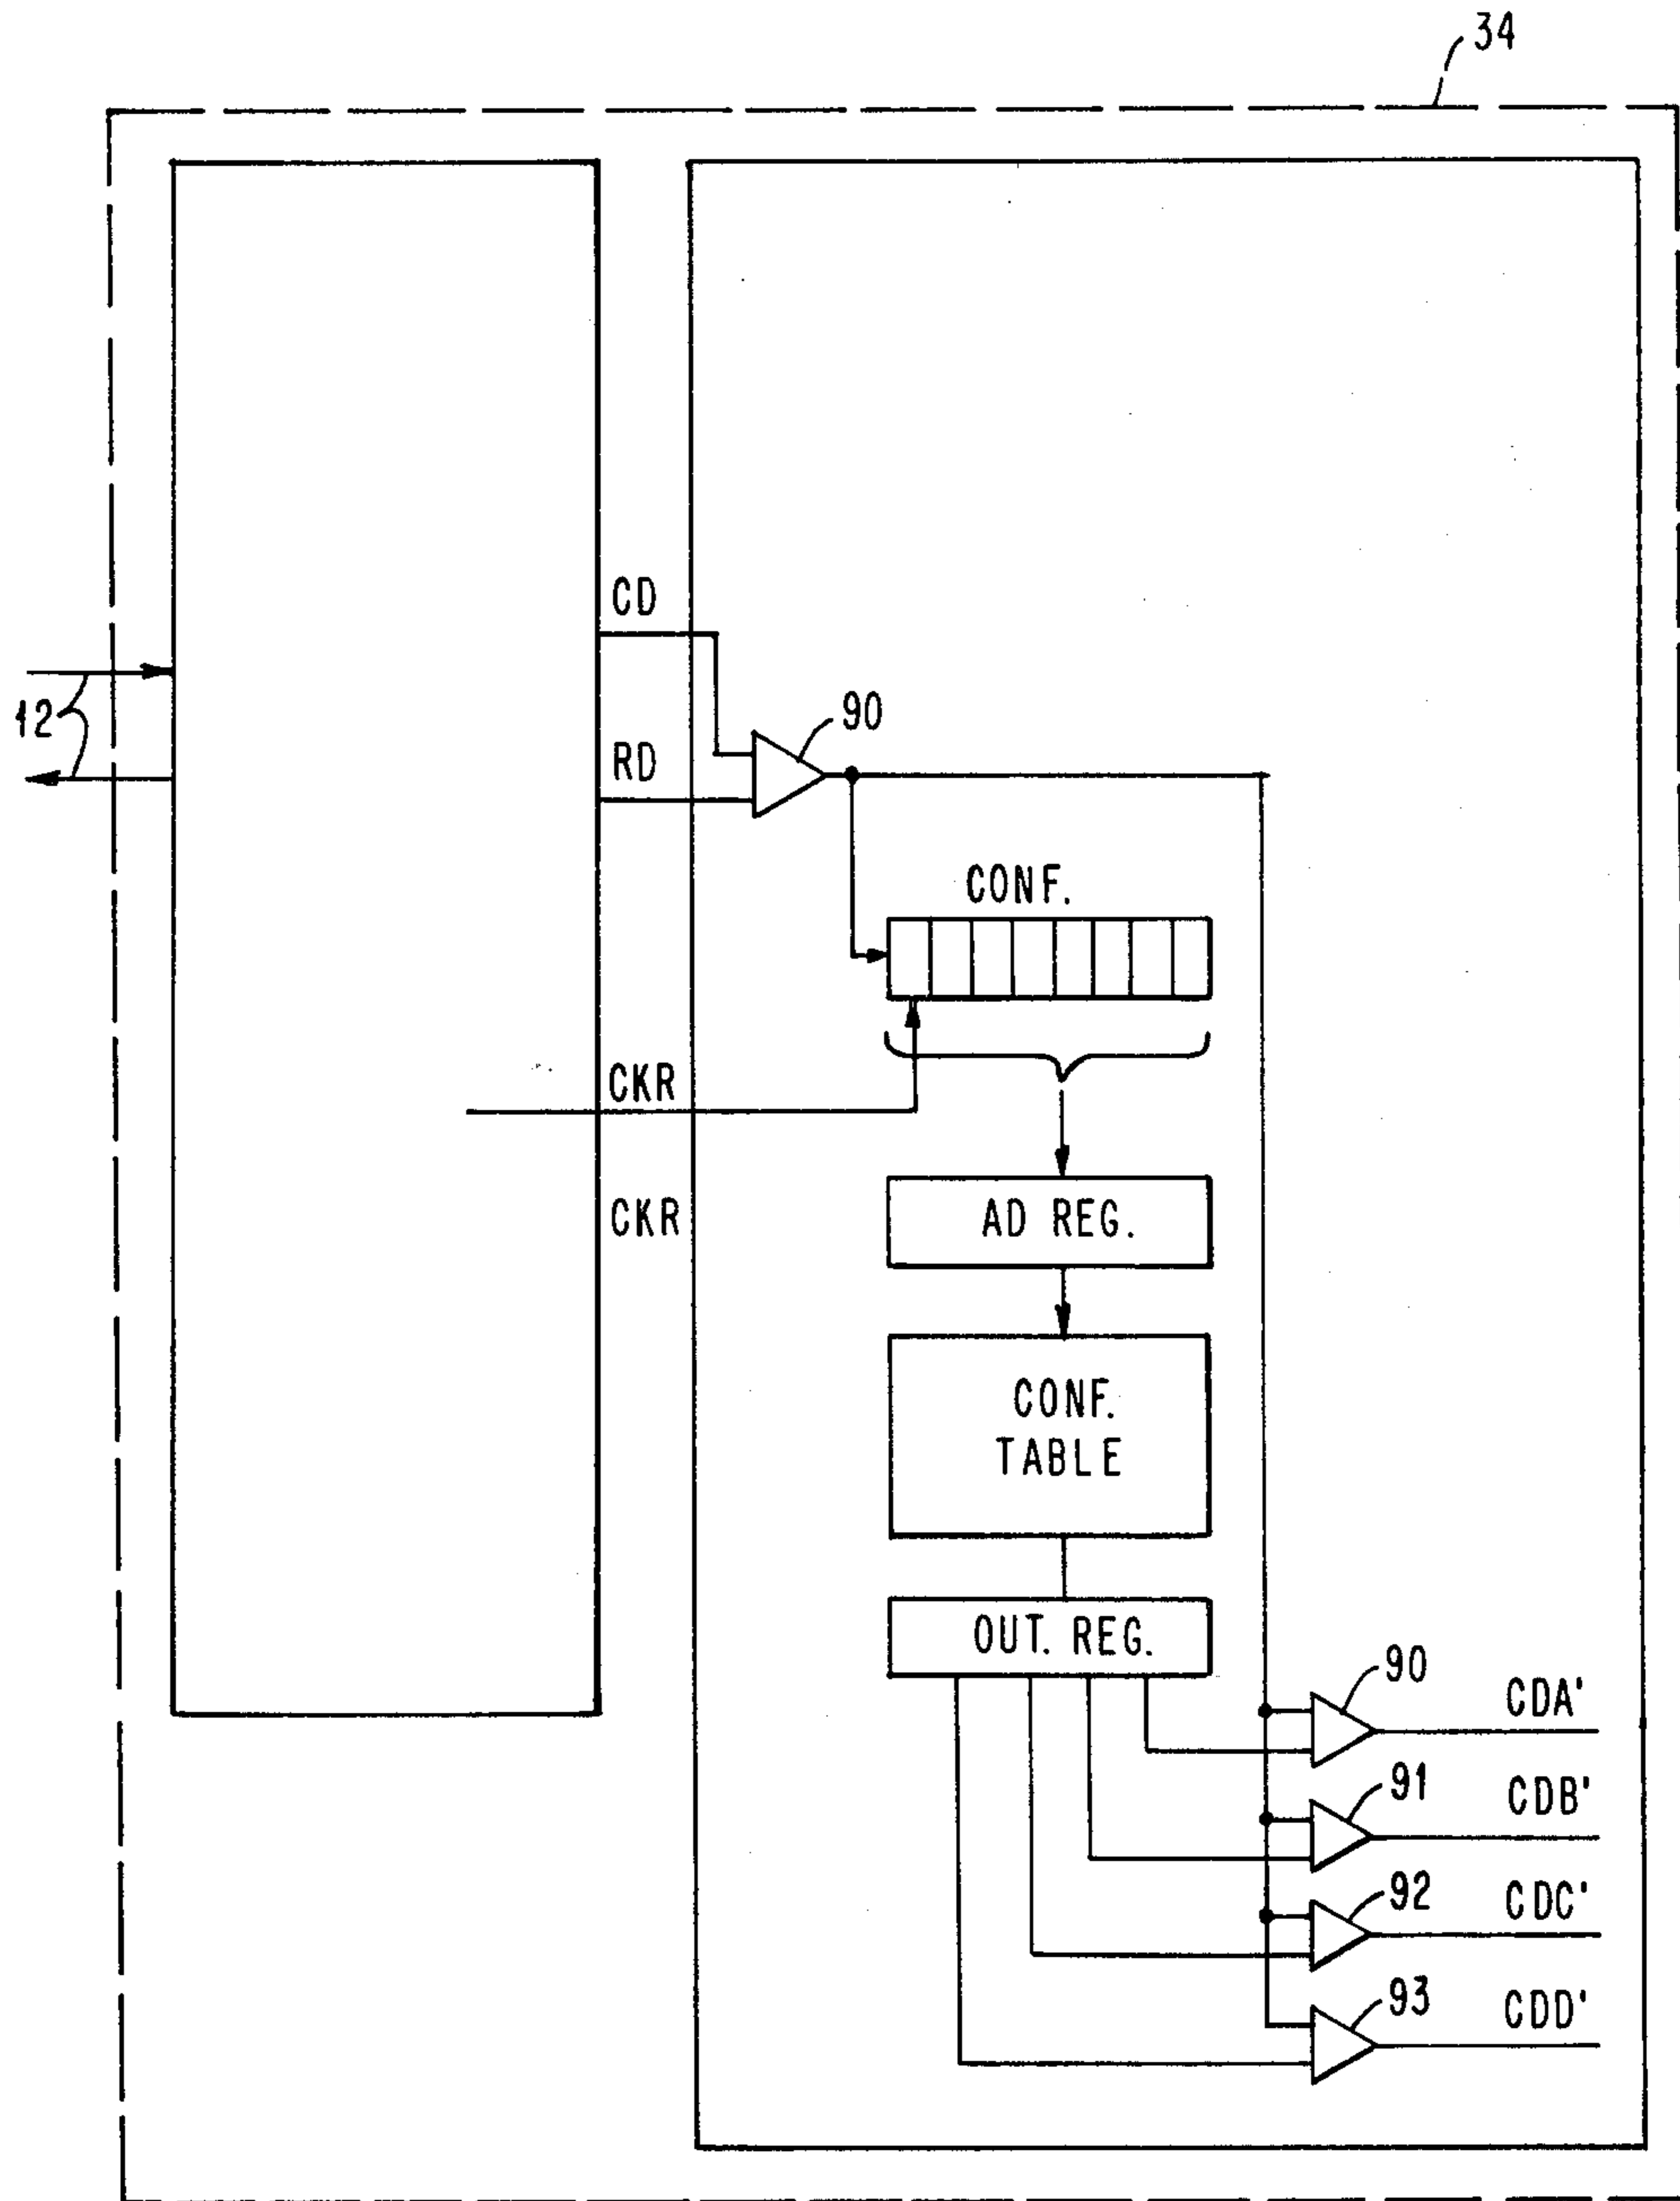 34
CD
12
90
RD
CONF.
CKR
CKR
AD REG.
CONF.
TABLE
OUT. REG.
90
CDA'
91
CDB'
92
CDC'
93
CDD'